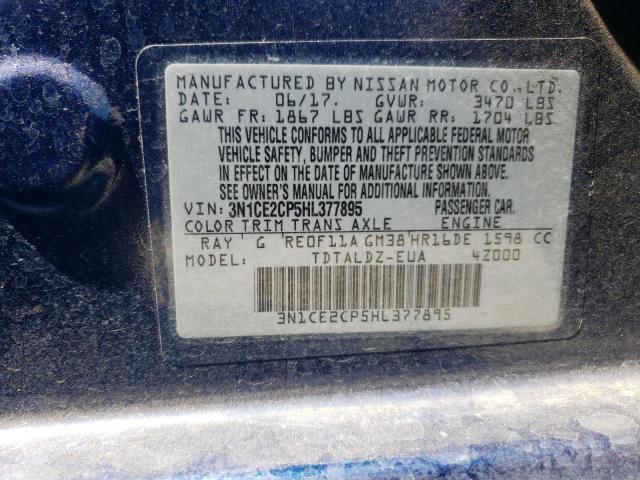 MANUFACTURED BY NISSAN MOTOR CO., LTD.
DATE: 06/17. GVWR: 3470 LBS
GAWR FR: 1867 LBS GAWR RR: 1704 LBS
THIS VEHICLE CONFORMS TO ALL APPLICABLE FEDERAL MOTOR
VEHICLE SAFETY, BUMPER AND THEFT PREVENTION STANDARDS
IN EFFECT ON THE DATE OF MANUFACTURE SHOWN ABOVE.
SEE OWNER'S MANUAL FOR ADDITIONAL INFORMATION.
VIN: 3N1CE2CP5HL377895 PASSENGER CAR.
COLOR TRIM TRANS AXLE ENGINE
RAY G RE0F11A GM38 HR16DE 1598 CC
MODEL: TDTALDZ-EUA 4Z000
3N1CE2CP5HL377895